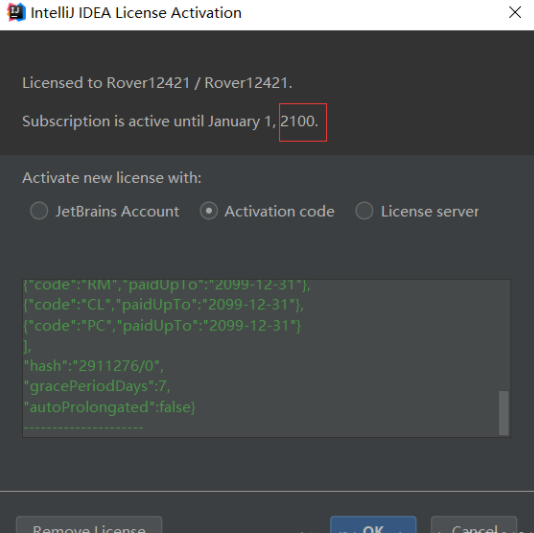 IntelliJ IDEA License Activation
Licensed to Rover12421 / Rover12421.
Subscription is active until January 1, 2100.
Activate new license with:
JetBrains Account
Activation code
License server
{"code":"RM","paidUpTo":"2099-12-31"},
{"code":"CL","paidUpTo":"2099-12-31"},
{"code":"PC","paidUpTo":"2099-12-31"}
],
"hash":"2911276/0",
"gracePeriodDays":7,
"autoProlongated":false}
---------------------
Remove License
OK
Cancel